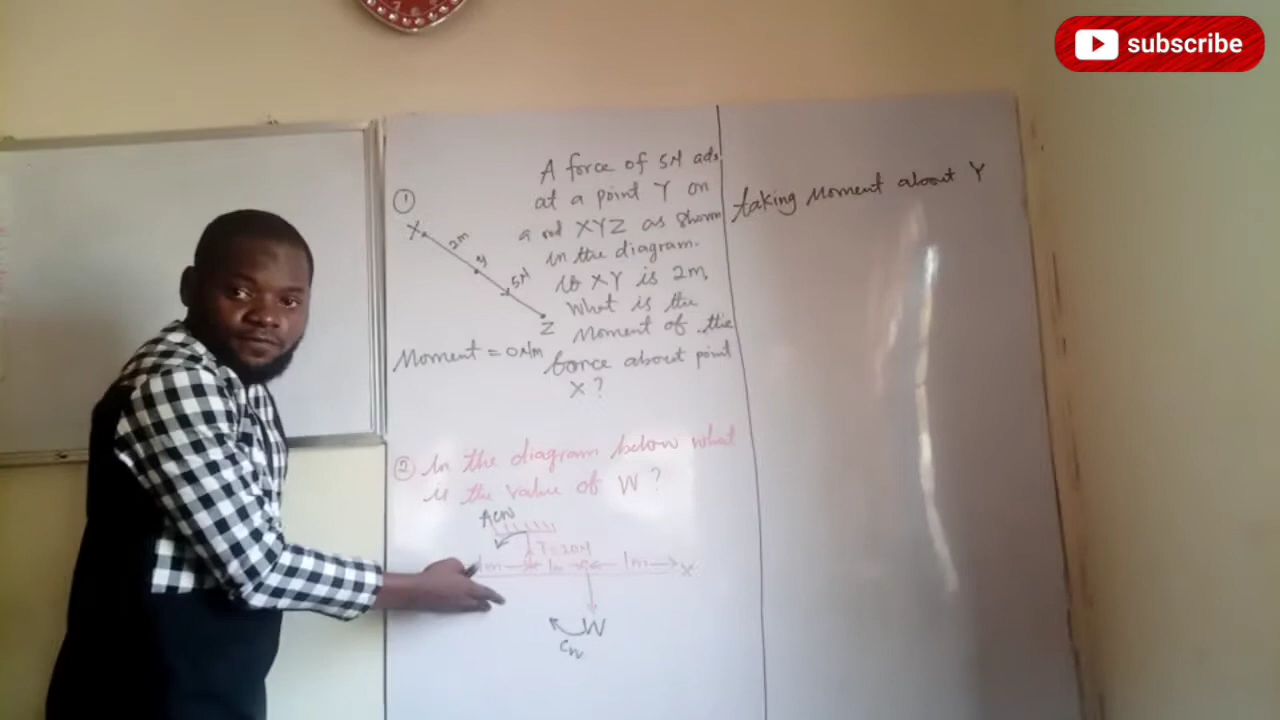 subscribe
A force of 5N acts
at a point Y on
a rod XYZ as shown
in the diagram.
If XY is 2m,
What is the
Moment of the
force about point
X?
①
X
2m
y
5N
Z
Moment = 0Nm
taking Moment about Y
② In the diagram below what
is the value of W?
ACW
T=20N
1m
1m
X
W
CW